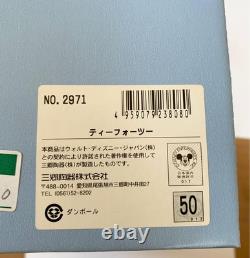 NO. 2971
4 959079 238080
ティーフォーツー
本商品はウォルト・ディズニー・ジャパン(株)
との契約により許諾された著作権を使用して
三郷陶器(株)が製造したものです。
三郷陶器株式会社
〒488-0014 愛知県尾張旭市三郷町中井田27
TEL (0561)52-6202
50
ダンボール